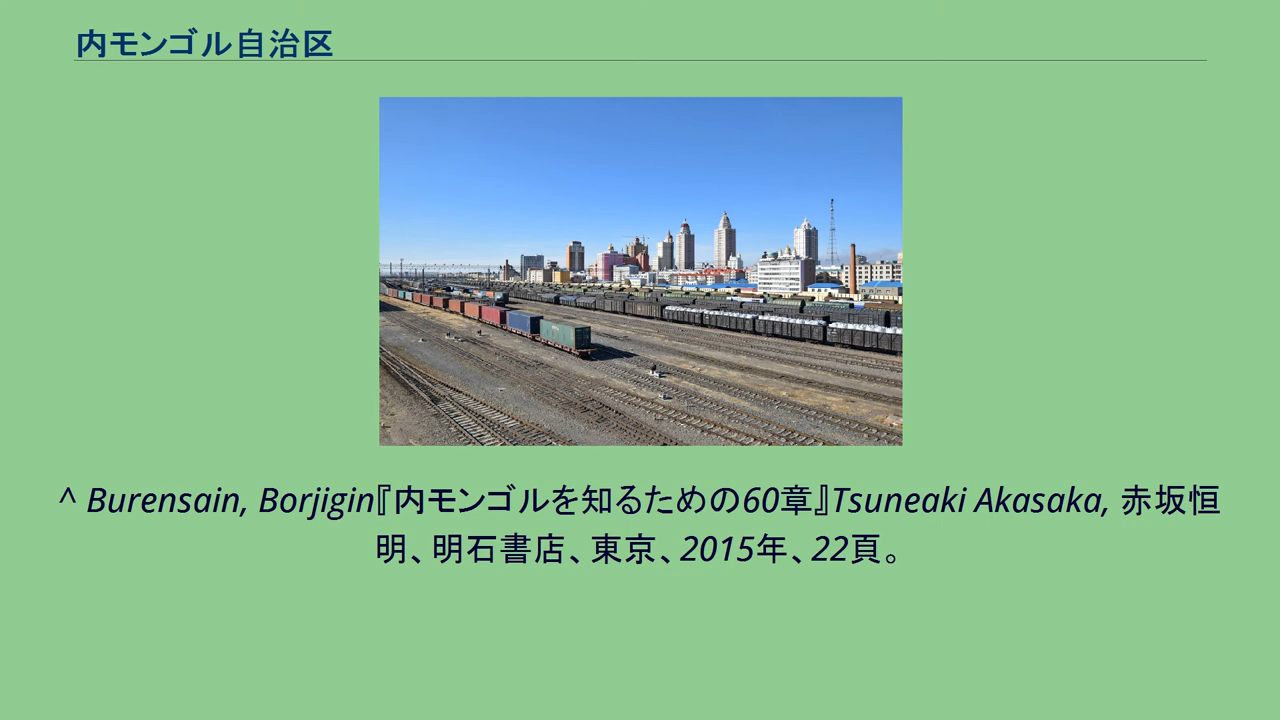 内モンゴル自治区
^ Burensain, Borjigin『内モンゴルを知るための60章』Tsuneaki Akasaka, 赤坂恒
明、明石書店、東京、2015年、22頁。